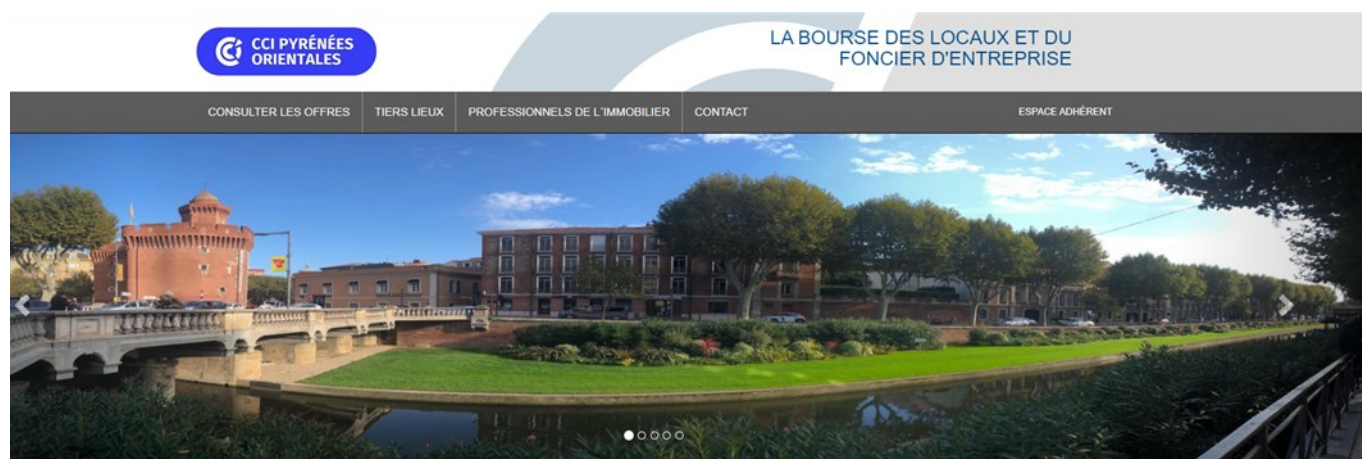 CCI PYRÉNÉES
ORIENTALES
LA BOURSE DES LOCAUX ET DU
FONCIER D'ENTREPRISE
CONSULTER LES OFFRES
TIERS LIEUX
PROFESSIONNELS DE L'IMMOBILIER
CONTACT
ESPACE ADHÉRENT